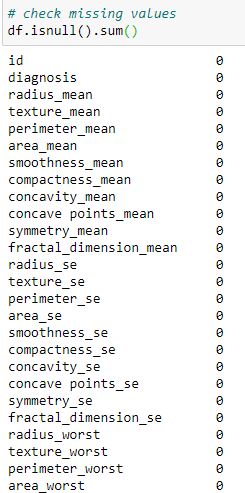 # check missing values
df.isnull().sum()
id 0
diagnosis 0
radius_mean 0
texture_mean 0
perimeter_mean 0
area_mean 0
smoothness_mean 0
compactness_mean 0
concavity_mean 0
concave points_mean 0
symmetry_mean 0
fractal_dimension_mean 0
radius_se 0
texture_se 0
perimeter_se 0
area_se 0
smoothness_se 0
compactness_se 0
concavity_se 0
concave points_se 0
symmetry_se 0
fractal_dimension_se 0
radius_worst 0
texture_worst 0
perimeter_worst 0
area_worst 0